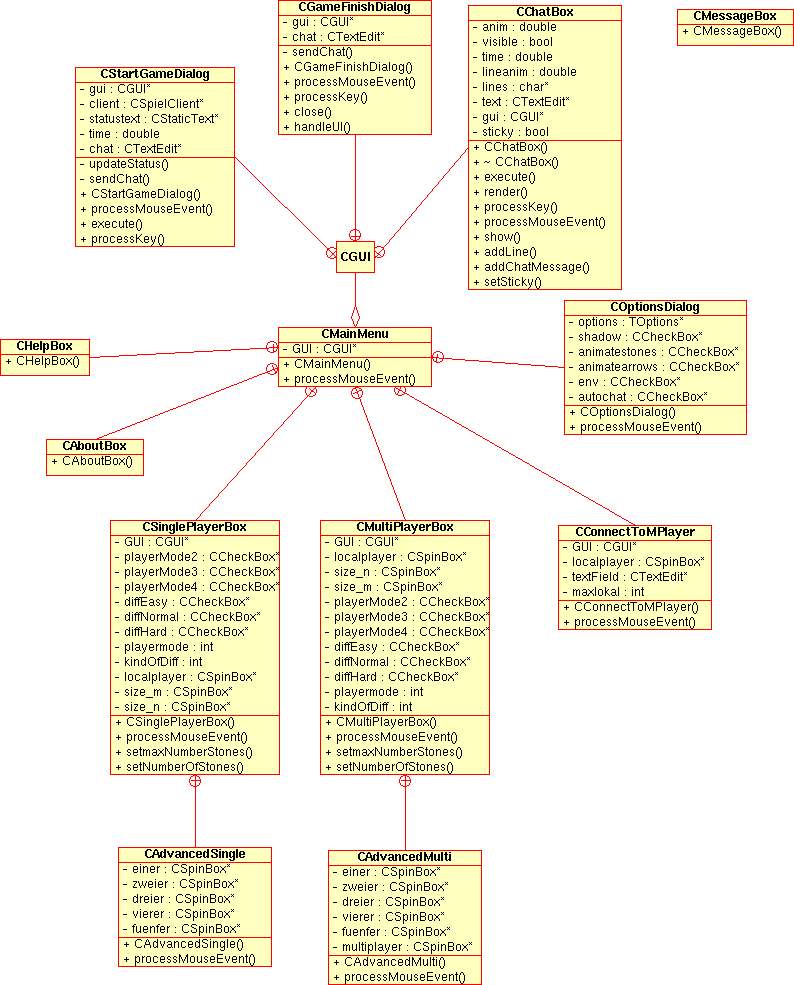 CGameFinishDialog
- gui : CGUI*
- chat : CTextEdit*
- sendChat()
+ CGameFinishDialog()
+ processMouseEvent()
+ processKey()
+ close()
+ handleUI()
CChatBox
- anim : double
- visible : bool
- time : double
- lineanim : double
- lines : char*
- text : CTextEdit*
- gui : CGUI*
- sticky : bool
+ CChatBox()
+ ~ CChatBox()
+ execute()
+ render()
+ processKey()
+ processMouseEvent()
+ show()
+ addLine()
+ addChatMessage()
+ setSticky()
CMessageBox
+ CMessageBox()
CStartGameDialog
- gui : CGUI*
- client : CSpielClient*
- statustext : CStaticText*
- time : double
- chat : CTextEdit*
- updateStatus()
- sendChat()
+ CStartGameDialog()
+ processMouseEvent()
+ execute()
+ processKey()
CGUI
COptionsDialog
- options : TOptions*
- shadow : CCheckBox*
- animatestones : CCheckBox*
- animatearrows : CCheckBox*
- env : CCheckBox*
- autochat : CCheckBox*
+ COptionsDialog()
+ processMouseEvent()
CMainMenu
- GUI : CGUI*
+ CMainMenu()
+ processMouseEvent()
CHelpBox
+ CHelpBox()
CAboutBox
+ CAboutBox()
CSinglePlayerBox
- GUI : CGUI*
- playerMode2 : CCheckBox*
- playerMode3 : CCheckBox*
- playerMode4 : CCheckBox*
- diffEasy : CCheckBox*
- diffNormal : CCheckBox*
- diffHard : CCheckBox*
- playermode : int
- kindOfDiff : int
- localplayer : CSpinBox*
- size_m : CSpinBox*
- size_n : CSpinBox*
+ CSinglePlayerBox()
+ processMouseEvent()
+ setmaxNumberStones()
+ setNumberOfStones()
CMultiPlayerBox
- GUI : CGUI*
- localplayer : CSpinBox*
- size_n : CSpinBox*
- size_m : CSpinBox*
- playerMode2 : CCheckBox*
- playerMode3 : CCheckBox*
- playerMode4 : CCheckBox*
- diffEasy : CCheckBox*
- diffNormal : CCheckBox*
- diffHard : CCheckBox*
- playermode : int
- kindOfDiff : int
+ CMultiPlayerBox()
+ processMouseEvent()
+ setmaxNumberStones()
+ setNumberOfStones()
CConnectToMPlayer
- GUI : CGUI*
- localplayer : CSpinBox*
- textField : CTextEdit*
- maxlokal : int
+ CConnectToMPlayer()
+ processMouseEvent()
CAdvancedSingle
- einer : CSpinBox*
- zweier : CSpinBox*
- dreier : CSpinBox*
- vierer : CSpinBox*
- fuenfer : CSpinBox*
+ CAdvancedSingle()
+ processMouseEvent()
CAdvancedMulti
- einer : CSpinBox*
- zweier : CSpinBox*
- dreier : CSpinBox*
- vierer : CSpinBox*
- fuenfer : CSpinBox*
- multiplayer : CSpinBox*
+ CAdvancedMulti()
+ processMouseEvent()